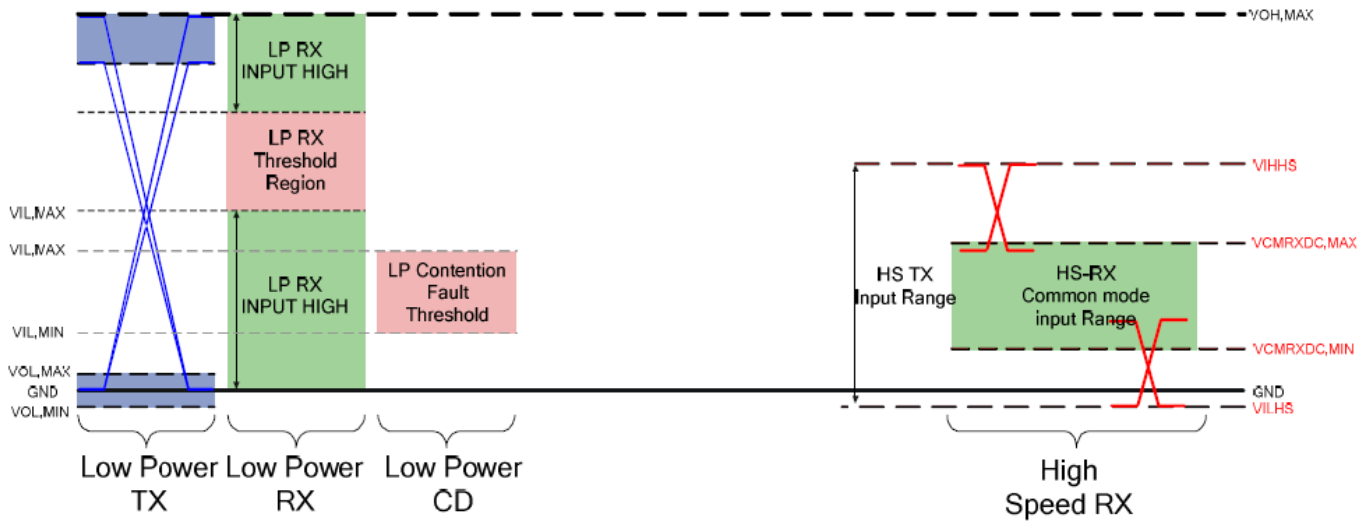 VOH,MAX
LP RX
INPUT HIGH
LP RX
Threshold
Region
VIHHS
VIL,MAX
VIL,MAX
VCMRXDC,MAX
LP RX
INPUT HIGH
LP Contention
Fault
Threshold
HS TX
Input Range
HS-RX
Common mode
input Range
VIL,MIN
VCMRXDC,MIN
VOL,MAX
GND
GND
VOL,MIN
VILHS
Low Power
TX
Low Power
RX
Low Power
CD
High
Speed RX